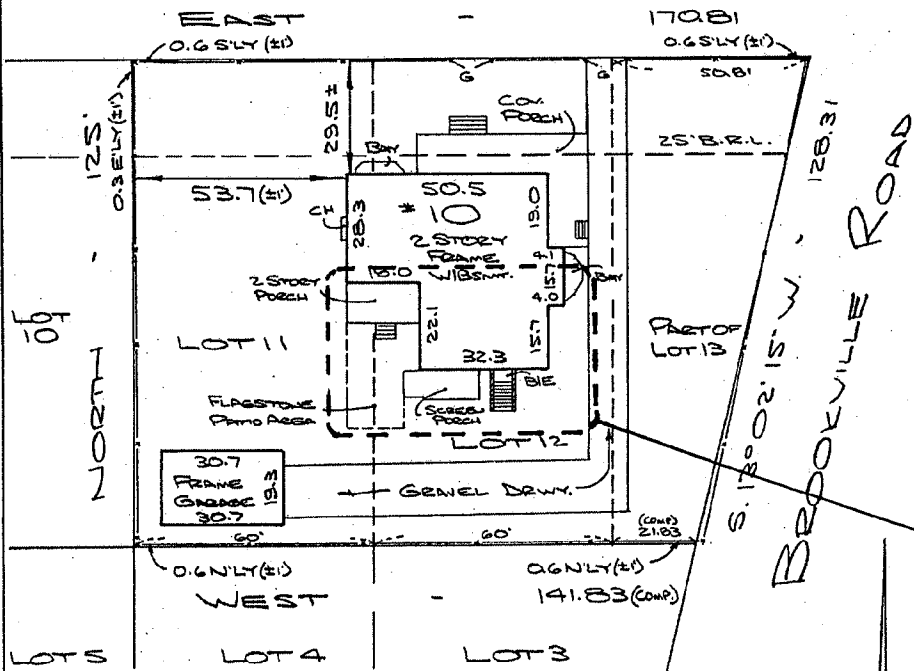 EAST - 170.81
0.6 S'LY (±1')
0.6 S'LY (±1')
G
G
50.81
29.5±
COV. PORCH
125'
0.3 E'LY (±1')
BAY
25' B.R.L.
128.31
53.7 (±1')
50.5
CH
28.3
# 10
19.0
2 STORY
FRAME
W/BSMT.
18.0
4.1
15.7
4.0
BAY
2 STORY
PORCH
LOT 10
NORTH -
LOT 11
22.1
15.7
32.3
PART OF
LOT 13
S. 13°02'15" W.
BROOKVILLE ROAD
FLAGSTONE
PATIO AREA
SCREEN
PORCH
B/E
LOT 12
30.7
FRAME
GARAGE
19.3
30.7
GRAVEL DRWY.
60'
60'
(COMP)
21.83
0.6 N'LY (±1')
0.6 N'LY (±1')
WEST - 141.83 (COMP.)
LOT 5
LOT 4
LOT 3